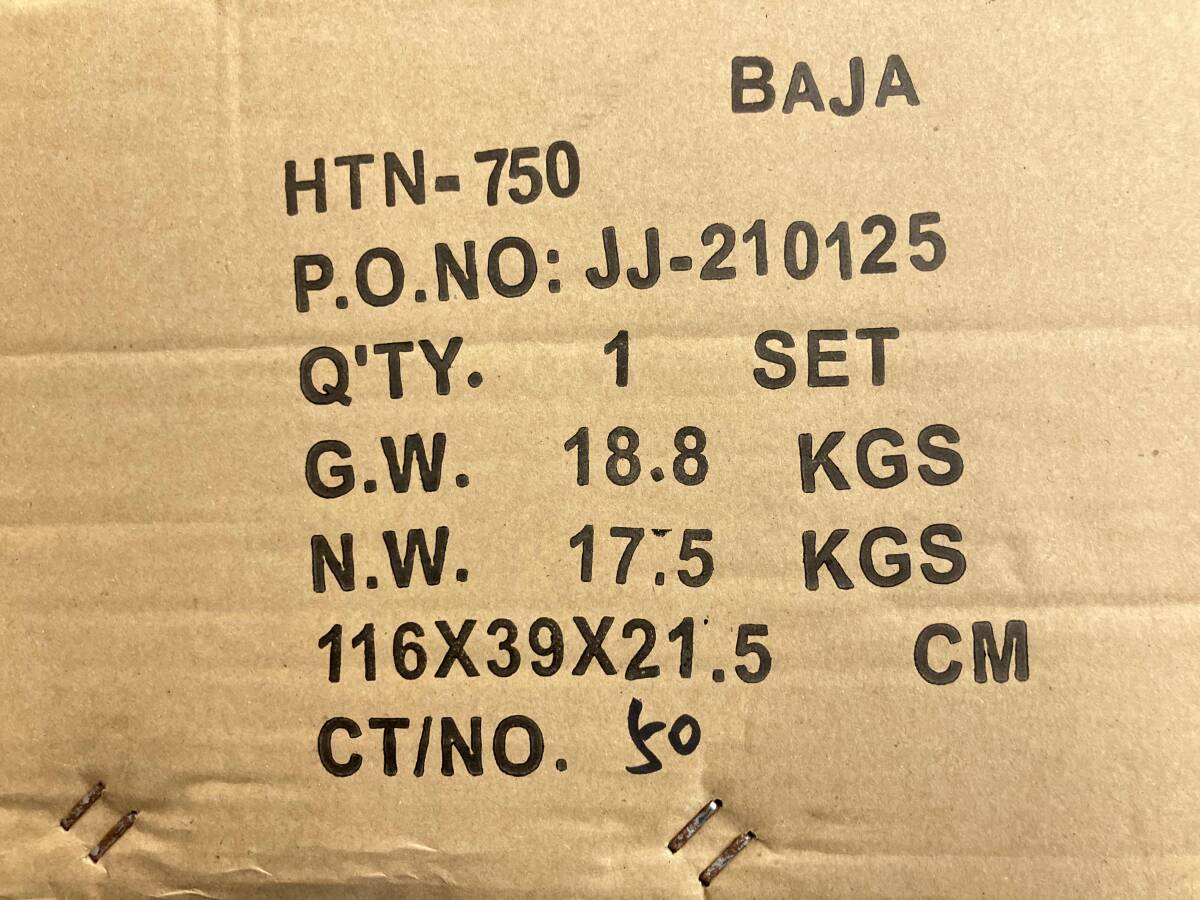 BAJA
HTN-750
P.O.NO: JJ-210125
Q'TY. 1 SET
G.W. 18.8 KGS
N.W. 17.5 KGS
116X39X21.5 CM
CT/NO. 50